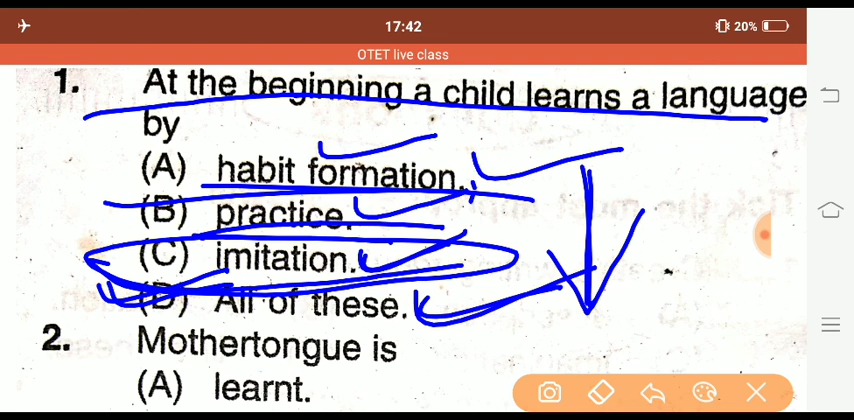 17:42
20%
OTET live class
1. At the beginning a child learns a language
by
(A) habit formation.
(B) practice.
(C) imitation.
(D) All of these.
2. Mothertongue is
(A) learnt.